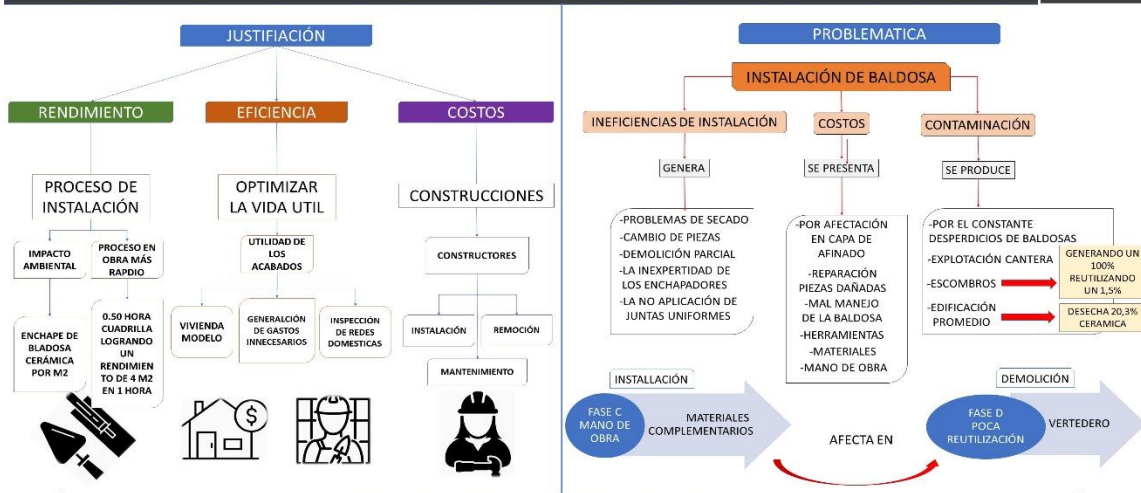 JUSTIFIACIÓN
RENDIMIENTO
EFICIENCIA
COSTOS
PROCESO DE
INSTALACIÓN
OPTIMIZAR
LA VIDA UTIL
CONSTRUCCIONES
IMPACTO
AMBIENTAL
PROCESO EN
OBRA MÁS
RAPDIO
UTILIDAD DE
LOS
ACABADOS
CONSTRUCTORES
ENCHAPE DE
BLADOSA
CERÁMICA
POR M2
0.50 HORA
CUADRILLA
LOGRANDO
UN
RENDIMIE
NTO DE 4 M2
EN 1 HORA
VIVIENDA
MODELO
GENERALCIÓN
DE GASTOS
INNECESARIOS
INSPECCIÓN
DE REDES
DOMESTICAS
INSTALACIÓN
REMOCIÓN
MANTENIMIENTO
$
PROBLEMATICA
INSTALACIÓN DE BALDOSA
INEFICIENCIAS DE INSTALACIÓN
COSTOS
CONTAMINACIÓN
GENERA
SE PRESENTA
SE PRODUCE
-PROBLEMAS DE SECADO
-CAMBIO DE PIEZAS
-DEMOLICIÓN PARCIAL
-LA INEXPERTIDAD DE
LOS ENCHAPADORES
-LA NO APLICACIÓN DE
JUNTAS UNIFORMES
-POR AFECTACIÓN
EN CAPA DE
AFINADO
-REPARACIÓN
PIEZAS DAÑADAS
-MAL MANEJO
DE LA BALDOSA
-HERRAMIENTAS
-MATERIALES
-MANO DE OBRA
-POR EL CONSTANTE
DESPERDICIOS DE BALDOSAS
-EXPLOTACIÓN CANTERA
-ESCOMBROS
-EDIFICACIÓN
PROMEDIO
GENERANDO UN
100%
REUTILIZANDO
UN 1,5%
DESECHA 20,3%
CERAMICA
INSTALLACIÓN
FASE C
MANO DE
OBRA
MATERIALES
COMPLEMENTARIOS
AFECTA EN
DEMOLICIÓN
FASE D
POCA
REUTILIZACIÓN
VERTEDERO